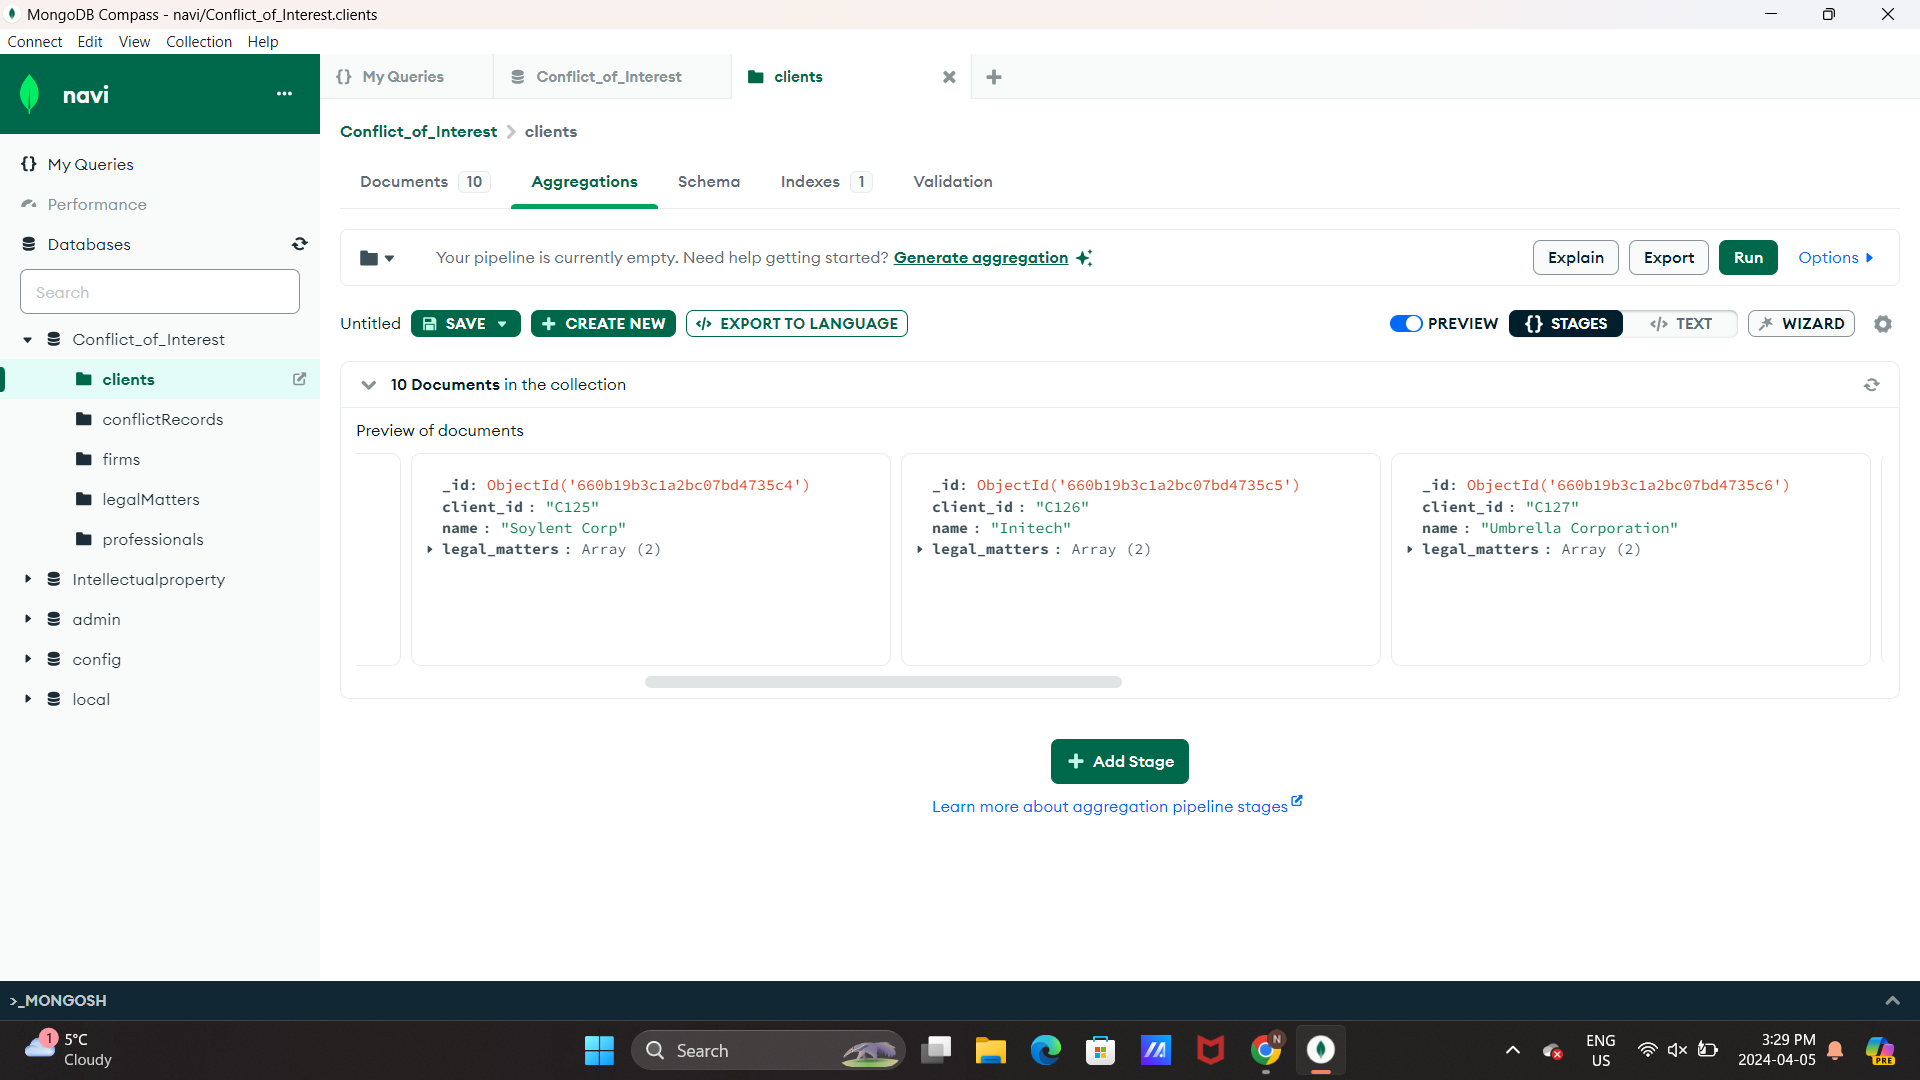 MongoDB Compass - navi/Conflict_of_Interest.clients
Connect Edit View Collection Help
navi
My Queries
Performance
Databases
Search
Conflict_of_Interest
clients
conflictRecords
firms
legalMatters
professionals
Intellectualproperty
admin
config
local
{} My Queries
Conflict_of_Interest
clients
Conflict_of_Interest > clients
Documents 10 Aggregations Schema Indexes 1 Validation
Your pipeline is currently empty. Need help getting started? Generate aggregation
Explain Export Run Options
Untitled SAVE + CREATE NEW </> EXPORT TO LANGUAGE
PREVIEW {} STAGES </> TEXT WIZARD
10 Documents in the collection
Preview of documents
_id: ObjectId('660b19b3c1a2bc07bd4735c4')
client_id : "C125"
name : "Soylent Corp"
legal_matters : Array (2)
_id: ObjectId('660b19b3c1a2bc07bd4735c5')
client_id : "C126"
name : "Initech"
legal_matters : Array (2)
_id: ObjectId('660b19b3c1a2bc07bd4735c6')
client_id : "C127"
name : "Umbrella Corporation"
legal_matters : Array (2)
+ Add Stage
Learn more about aggregation pipeline stages
>_MONGOSH
1
5°C
Cloudy
Search
N
ENG
US
3:29 PM
2024-04-05
PRE